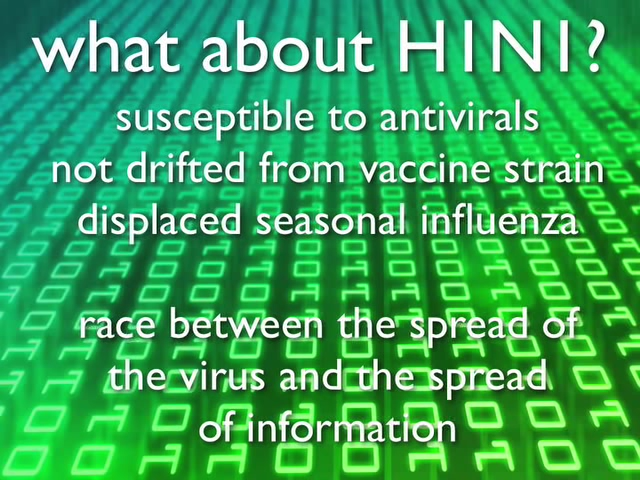 what about H1N1?
susceptible to antivirals
not drifted from vaccine strain
displaced seasonal influenza
race between the spread of
the virus and the spread
of information